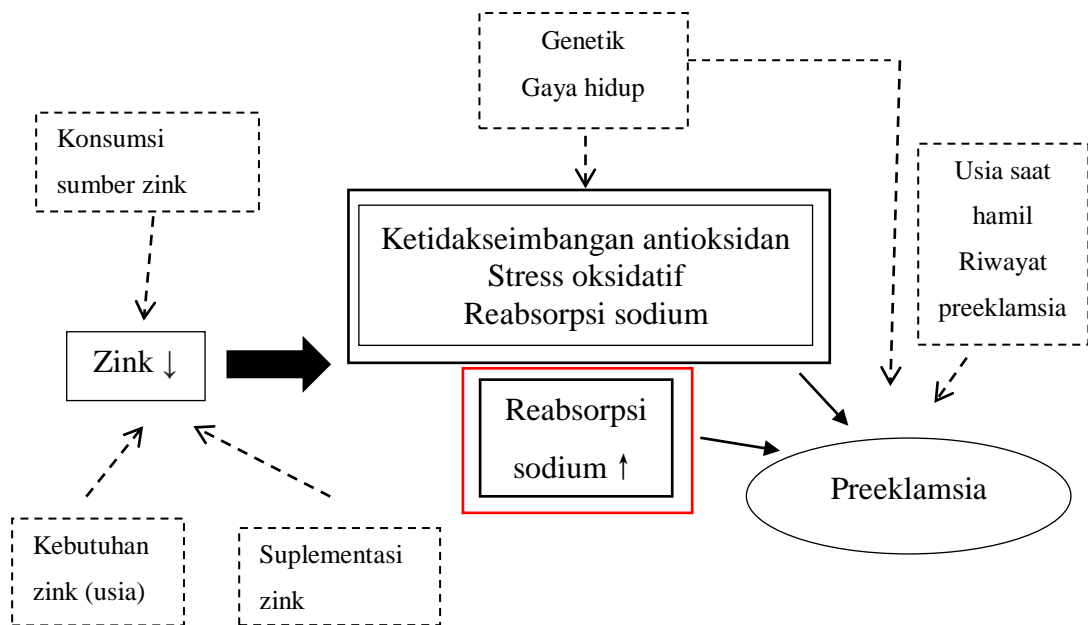 Genetik
Gaya hidup
Konsumsi
sumber zink
Usia saat
hamil
Riwayat
preeklamsia
Ketidakseimbangan antioksidan
Stress oksidatif
Reabsorpsi sodium
Zink ↓
Reabsorpsi
sodium ↑
Preeklamsia
Kebutuhan
zink (usia)
Suplementasi
zink